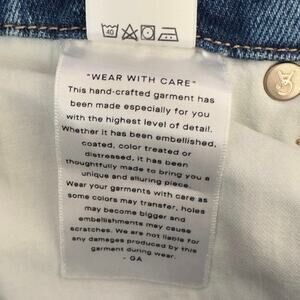 40
"WEAR WITH CARE"
This hand-crafted garment has
been made especially for you
with the highest level of detail.
Whether it has been embellished,
coated, color treated or
distressed, it has been
thoughtfully made to bring you a
unique and alluring piece.
Wear your garments with care as
some colors may transfer, holes
may become bigger and
embellishments may cause
scratches. We are not liable for
any damages produced by this
garment during wear.
- GA